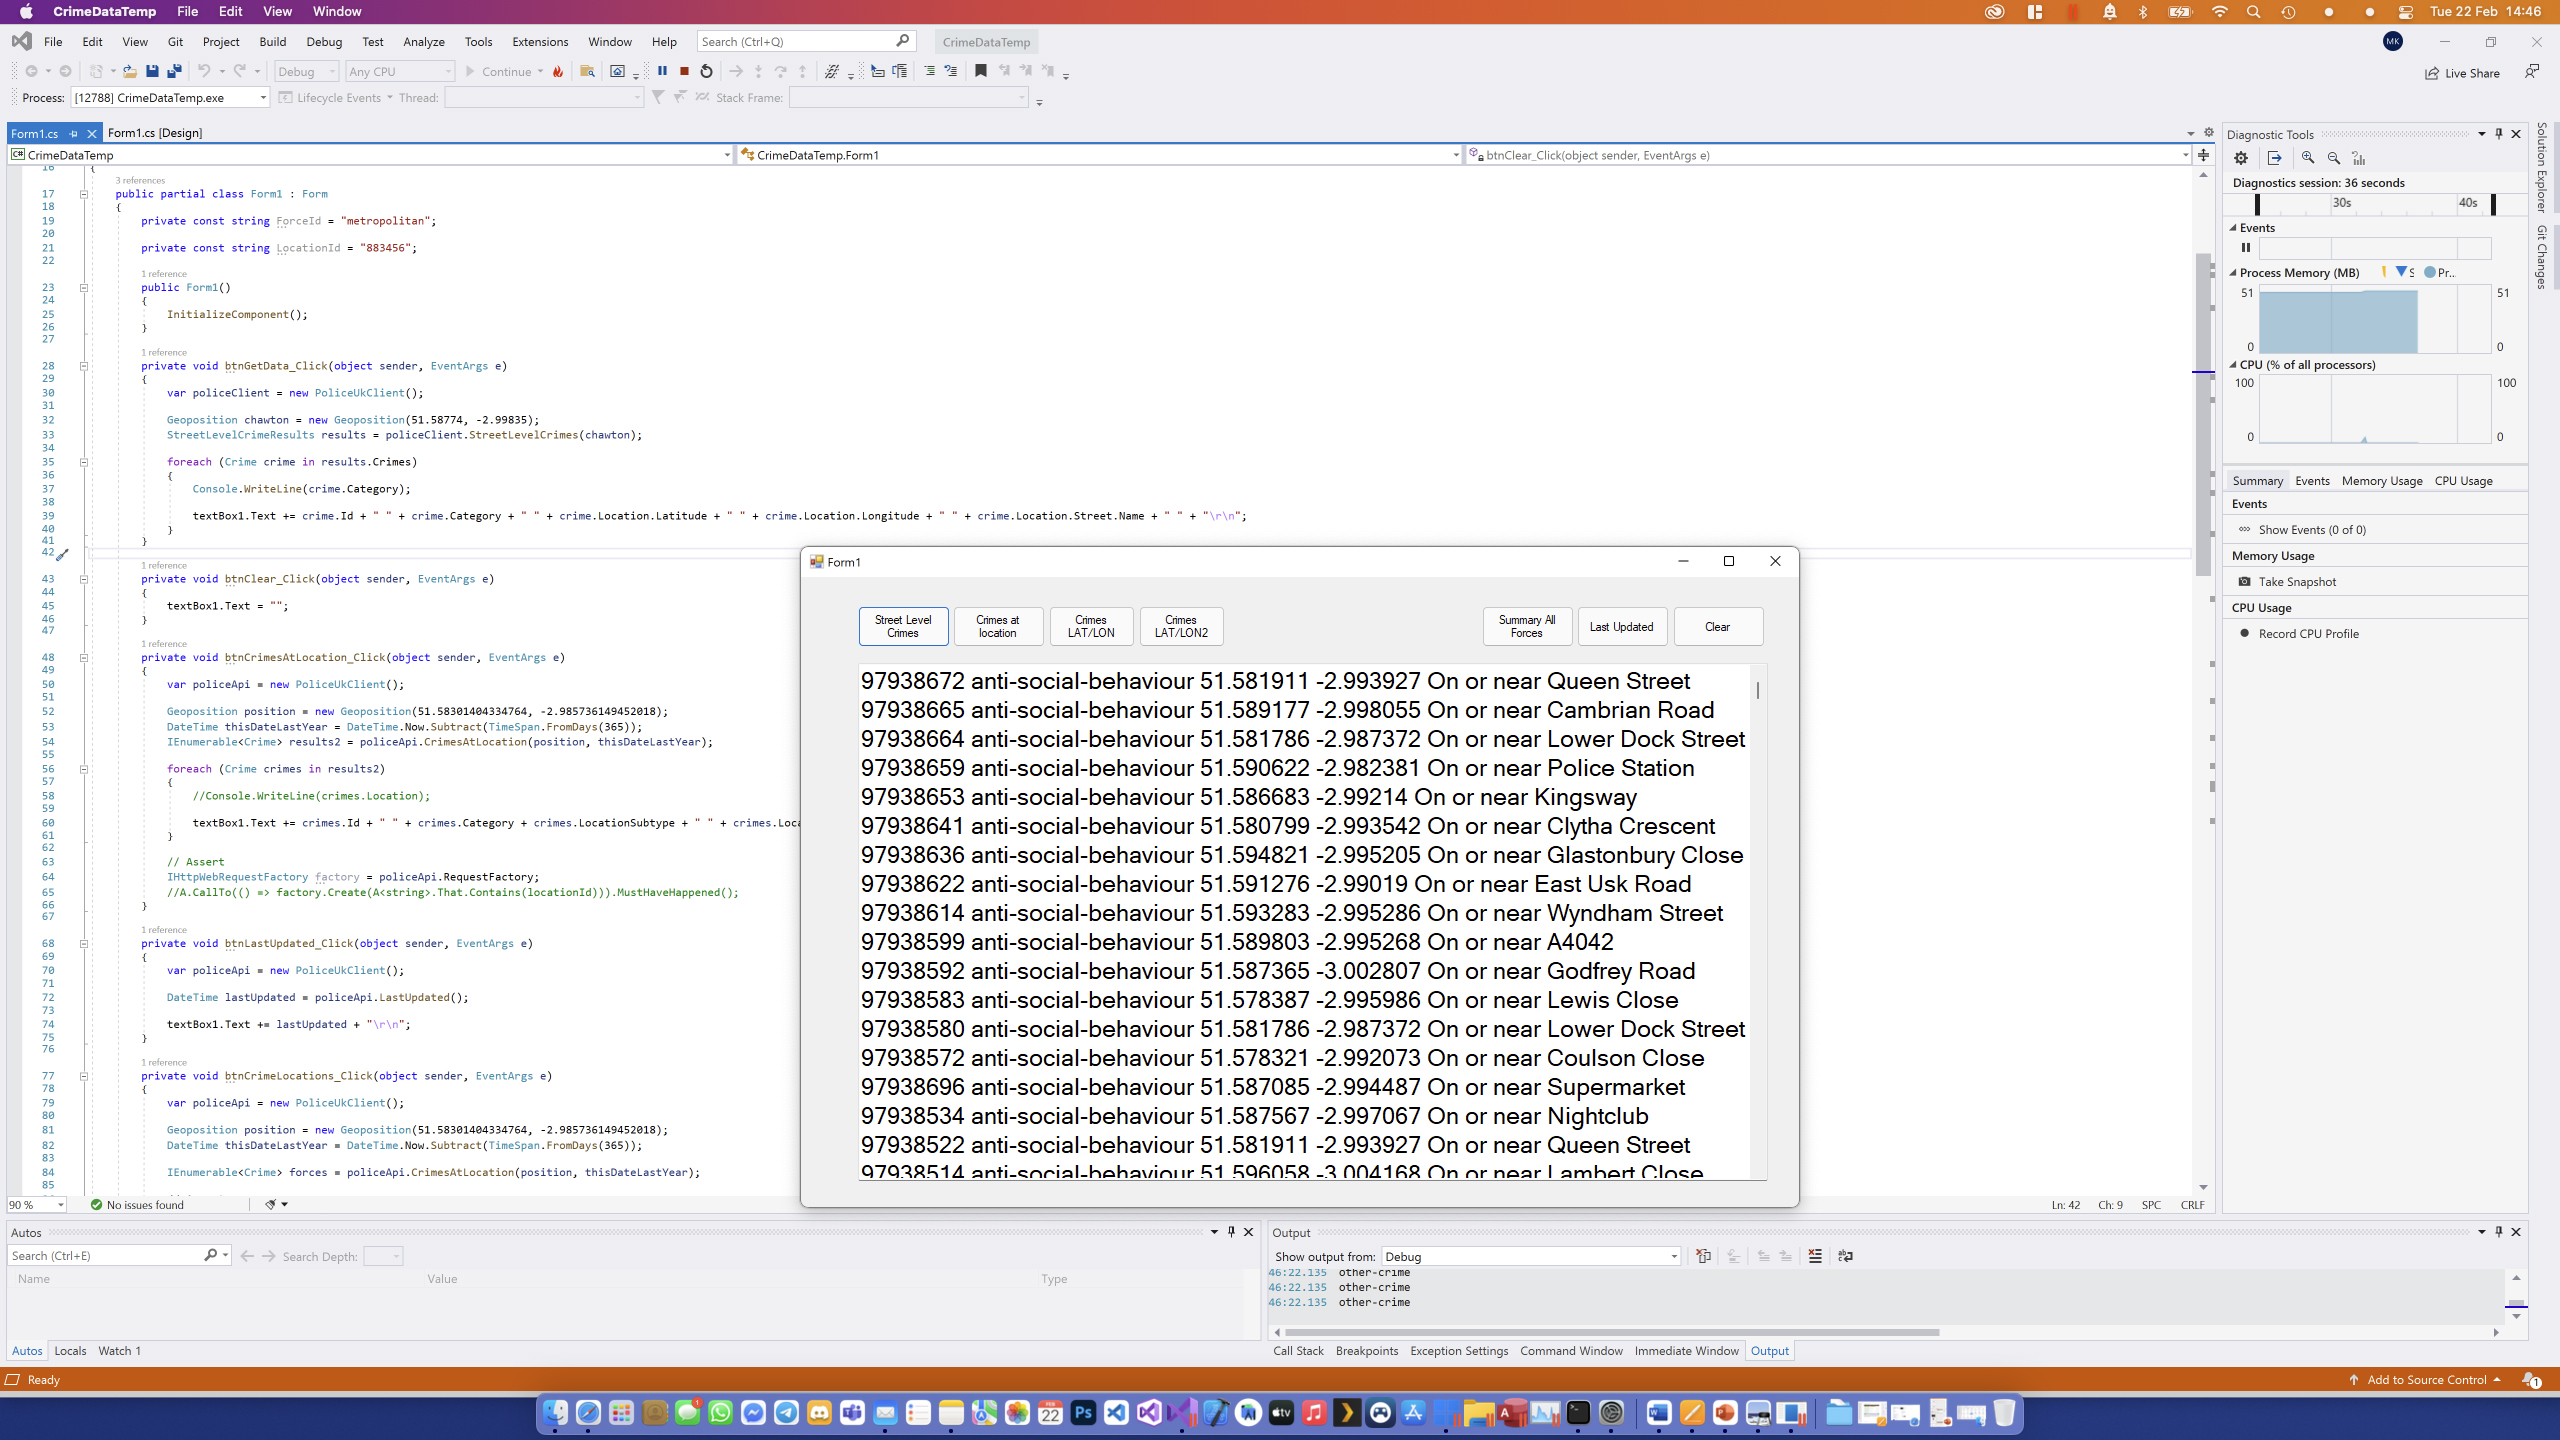 CrimeDataTemp File Edit View Window Tue 22 Feb 14:46
File Edit View Git Project Build Debug Test Analyze Tools Extensions Window Help Search (Ctrl+Q) CrimeDataTemp MK
Debug Any CPU Continue Live Share
Process: [12788] CrimeDataTemp.exe Lifecycle Events Thread: Stack Frame:
Form1.cs Form1.cs [Design]
C# CrimeDataTemp CrimeDataTemp.Form1 btnClear_Click(object sender, EventArgs e)
16 {
3 references
17 public partial class Form1 : Form
18 {
19 private const string ForceId = "metropolitan";
20
21 private const string LocationId = "883456";
22
1 reference
23 public Form1()
24 {
25 InitializeComponent();
26 }
27
1 reference
28 private void btnGetData_Click(object sender, EventArgs e)
29 {
30 var policeClient = new PoliceUkClient();
31
32 Geoposition chawton = new Geoposition(51.58774, -2.99835);
33 StreetLevelCrimeResults results = policeClient.StreetLevelCrimes(chawton);
34
35 foreach (Crime crime in results.Crimes)
36 {
37 Console.WriteLine(crime.Category);
38
39 textBox1.Text += crime.Id + " " + crime.Category + " " + crime.Location.Latitude + " " + crime.Location.Longitude + " " + crime.Location.Street.Name + " " + "\r\n";
40 }
41 }
42
1 reference
43 private void btnClear_Click(object sender, EventArgs e)
44 {
45 textBox1.Text = "";
46 }
47
1 reference
48 private void btnCrimesAtLocation_Click(object sender, EventArgs e)
49 {
50 var policeApi = new PoliceUkClient();
51
52 Geoposition position = new Geoposition(51.58301404334764, -2.985736149452018);
53 DateTime thisDateLastYear = DateTime.Now.Subtract(TimeSpan.FromDays(365));
54 IEnumerable<Crime> results2 = policeApi.CrimesAtLocation(position, thisDateLastYear);
55
56 foreach (Crime crimes in results2)
57 {
58 //Console.WriteLine(crimes.Location);
59
60 textBox1.Text += crimes.Id + " " + crimes.Category + crimes.LocationSubtype + " " + crimes.Loca
61 }
62
63 // Assert
64 IHttpWebRequestFactory factory = policeApi.RequestFactory;
65 //A.CallTo(() => factory.Create(A<string>.That.Contains(locationId))).MustHaveHappened();
66 }
67
1 reference
68 private void btnLastUpdated_Click(object sender, EventArgs e)
69 {
70 var policeApi = new PoliceUkClient();
71
72 DateTime lastUpdated = policeApi.LastUpdated();
73
74 textBox1.Text += lastUpdated + "\r\n";
75 }
76
1 reference
77 private void btnCrimeLocations_Click(object sender, EventArgs e)
78 {
79 var policeApi = new PoliceUkClient();
80
81 Geoposition position = new Geoposition(51.58301404334764, -2.985736149452018);
82 DateTime thisDateLastYear = DateTime.Now.Subtract(TimeSpan.FromDays(365));
83
84 IEnumerable<Crime> forces = policeApi.CrimesAtLocation(position, thisDateLastYear);
85
90 % No issues found Ln: 42 Ch: 9 SPC CRLF
Form1
Street Level Crimes
Crimes at location
Crimes LAT/LON
Crimes LAT/LON2
Summary All Forces
Last Updated
Clear
97938672 anti-social-behaviour 51.581911 -2.993927 On or near Queen Street
97938665 anti-social-behaviour 51.589177 -2.998055 On or near Cambrian Road
97938664 anti-social-behaviour 51.581786 -2.987372 On or near Lower Dock Street
97938659 anti-social-behaviour 51.590622 -2.982381 On or near Police Station
97938653 anti-social-behaviour 51.586683 -2.99214 On or near Kingsway
97938641 anti-social-behaviour 51.580799 -2.993542 On or near Clytha Crescent
97938636 anti-social-behaviour 51.594821 -2.995205 On or near Glastonbury Close
97938622 anti-social-behaviour 51.591276 -2.99019 On or near East Usk Road
97938614 anti-social-behaviour 51.593283 -2.995286 On or near Wyndham Street
97938599 anti-social-behaviour 51.589803 -2.995268 On or near A4042
97938592 anti-social-behaviour 51.587365 -3.002807 On or near Godfrey Road
97938583 anti-social-behaviour 51.578387 -2.995986 On or near Lewis Close
97938580 anti-social-behaviour 51.581786 -2.987372 On or near Lower Dock Street
97938572 anti-social-behaviour 51.578321 -2.992073 On or near Coulson Close
97938696 anti-social-behaviour 51.587085 -2.994487 On or near Supermarket
97938534 anti-social-behaviour 51.587567 -2.997067 On or near Nightclub
97938522 anti-social-behaviour 51.581911 -2.993927 On or near Queen Street
97938514 anti-social-behaviour 51.596058 -3.004168 On or near Lambert Close
Diagnostic Tools
Diagnostics session: 36 seconds
30s 40s
Events
Process Memory (MB) S Pr...
51 51
0 0
CPU (% of all processors)
100 100
0 0
Summary Events Memory Usage CPU Usage
Events
Show Events (0 of 0)
Memory Usage
Take Snapshot
CPU Usage
Record CPU Profile
Solution Explorer
Git Changes
Autos
Search (Ctrl+E) Search Depth:
Name Value Type
Autos Locals Watch 1
Output
Show output from: Debug
46:22.135 other-crime
46:22.135 other-crime
46:22.135 other-crime
Call Stack Breakpoints Exception Settings Command Window Immediate Window Output
Ready Add to Source Control 1
1 FEB 22 Ps tv